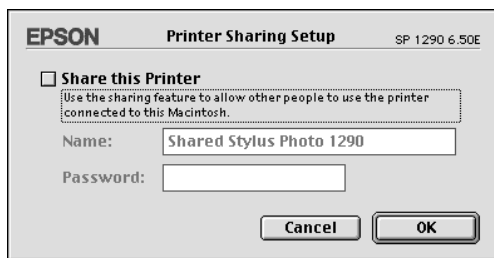 EPSON Printer Sharing Setup SP 1290 6.50E
Share this Printer
Use the sharing feature to allow other people to use the printer
connected to this Macintosh.
Name: Shared Stylus Photo 1290
Password:
Cancel OK